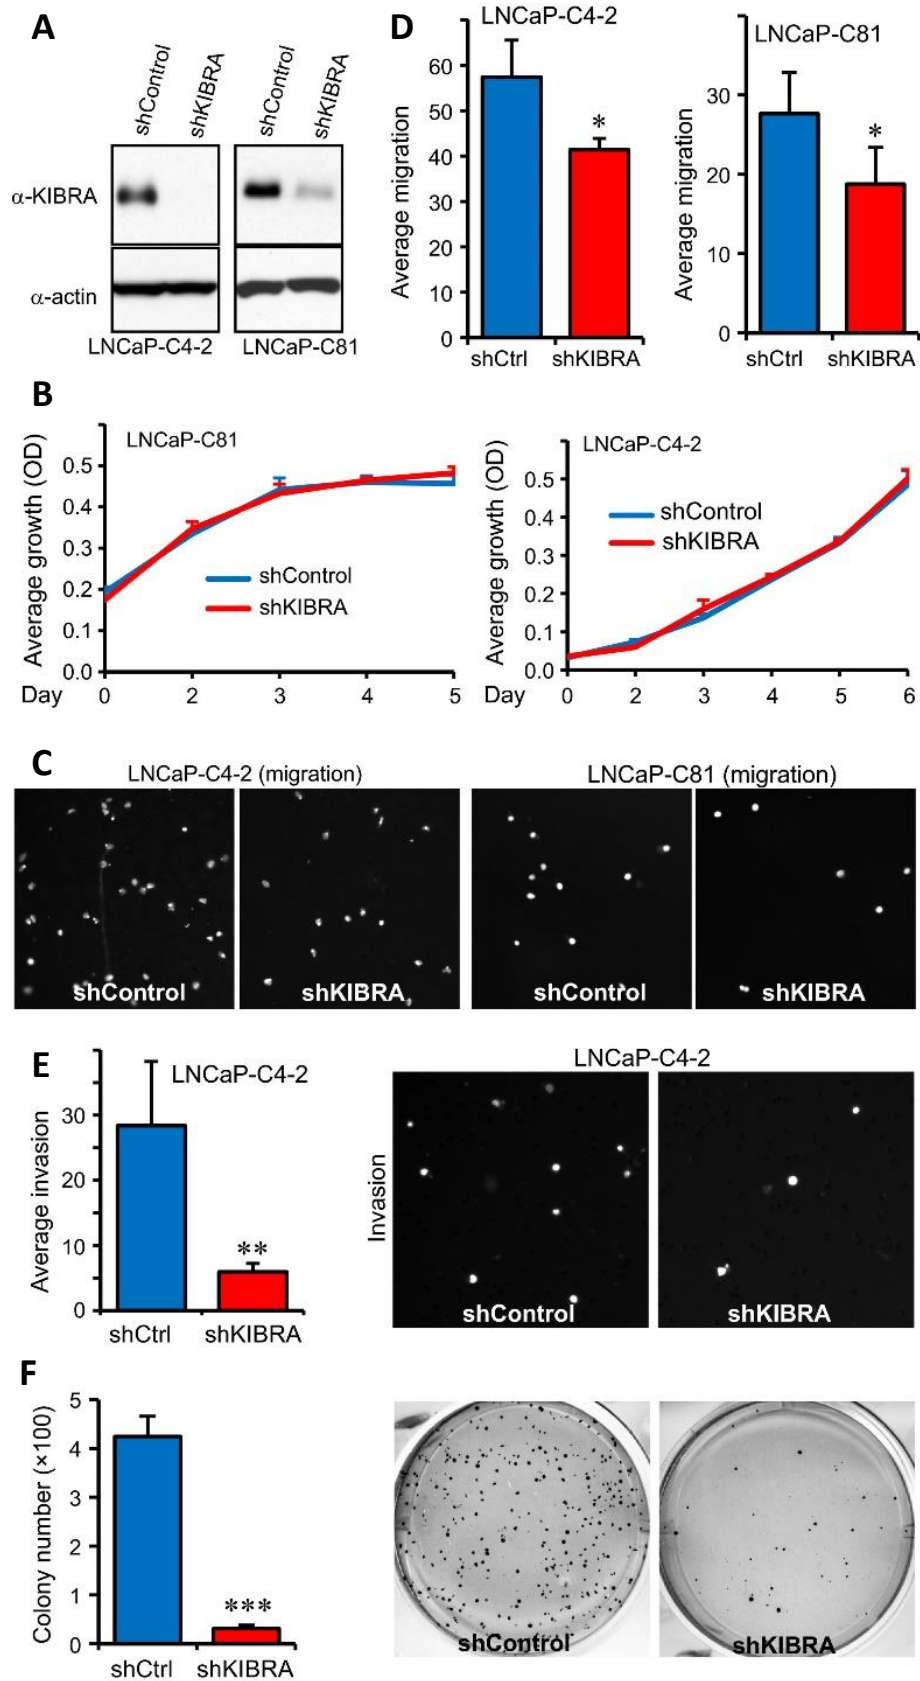 A
shControl
shKIBRA
shControl
shKIBRA
α-KIBRA
α-actin
LNCaP-C4-2
LNCaP-C81
D
LNCaP-C4-2
Average migration
60
50
40
30
20
10
0
*
shCtrl
shKIBRA
LNCaP-C81
Average migration
30
20
10
0
*
shCtrl
shKIBRA
B
LNCaP-C81
Average growth (OD)
0.5
0.4
0.3
0.2
0.1
0.0
shControl
shKIBRA
Day
0 2 3 4 5
LNCaP-C4-2
Average growth (OD)
0.5
0.4
0.3
0.2
0.1
0.0
shControl
shKIBRA
Day
0 2 3 4 5 6
C
LNCaP-C4-2 (migration)
LNCaP-C81 (migration)
shControl
shKIBRA
shControl
shKIBRA
E
LNCaP-C4-2
Average invasion
30
20
10
0
**
shCtrl
shKIBRA
LNCaP-C4-2
Invasion
shControl
shKIBRA
F
Colony number (×100)
5
4
3
2
1
0
***
shCtrl
shKIBRA
shControl
shKIBRA